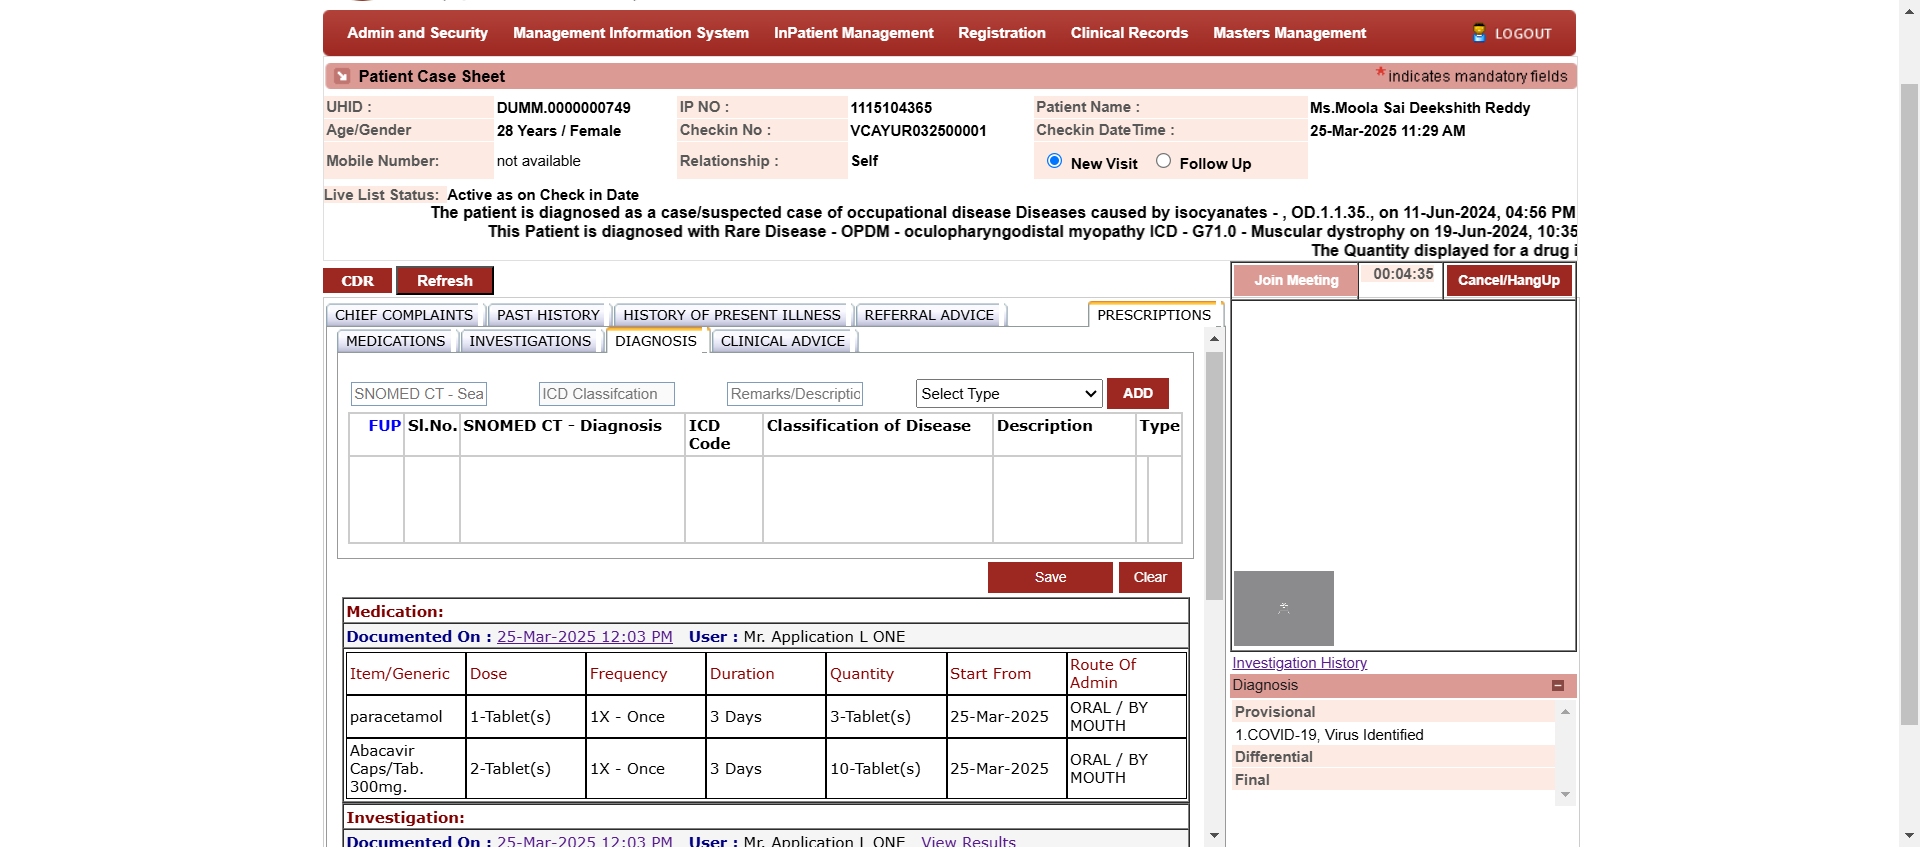 Admin and Security Management Information System InPatient Management Registration Clinical Records Masters Management LOGOUT
Patient Case Sheet * indicates mandatory fields
UHID : DUMM.0000000749 IP NO : 1115104365 Patient Name : Ms.Moola Sai Deekshith Reddy
Age/Gender 28 Years / Female Checkin No : VCAYUR032500001 Checkin DateTime : 25-Mar-2025 11:29 AM
Mobile Number: not available Relationship : Self New Visit Follow Up
Live List Status: Active as on Check in Date
The patient is diagnosed as a case/suspected case of occupational disease Diseases caused by isocyanates - , OD.1.1.35., on 11-Jun-2024, 04:56 PM
This Patient is diagnosed with Rare Disease - OPDM - oculopharyngodistal myopathy ICD - G71.0 - Muscular dystrophy on 19-Jun-2024, 10:35
The Quantity displayed for a drug i
CDR Refresh
Join Meeting 00:04:35 Cancel/HangUp
CHIEF COMPLAINTS PAST HISTORY HISTORY OF PRESENT ILLNESS REFERRAL ADVICE PRESCRIPTIONS
MEDICATIONS INVESTIGATIONS DIAGNOSIS CLINICAL ADVICE
SNOMED CT - Sea ICD Classifcation Remarks/Descriptio Select Type ADD
FUP Sl.No. SNOMED CT - Diagnosis ICD Code Classification of Disease Description Type
Save Clear
Medication:
Documented On : 25-Mar-2025 12:03 PM User : Mr. Application L ONE
Item/Generic Dose Frequency Duration Quantity Start From Route Of Admin
paracetamol 1-Tablet(s) 1X - Once 3 Days 3-Tablet(s) 25-Mar-2025 ORAL / BY MOUTH
Abacavir Caps/Tab. 300mg. 2-Tablet(s) 1X - Once 3 Days 10-Tablet(s) 25-Mar-2025 ORAL / BY MOUTH
Investigation:
Documented On : 25-Mar-2025 12:03 PM User : Mr. Application L ONE View Results
Investigation History
Diagnosis
Provisional
1.COVID-19, Virus Identified
Differential
Final